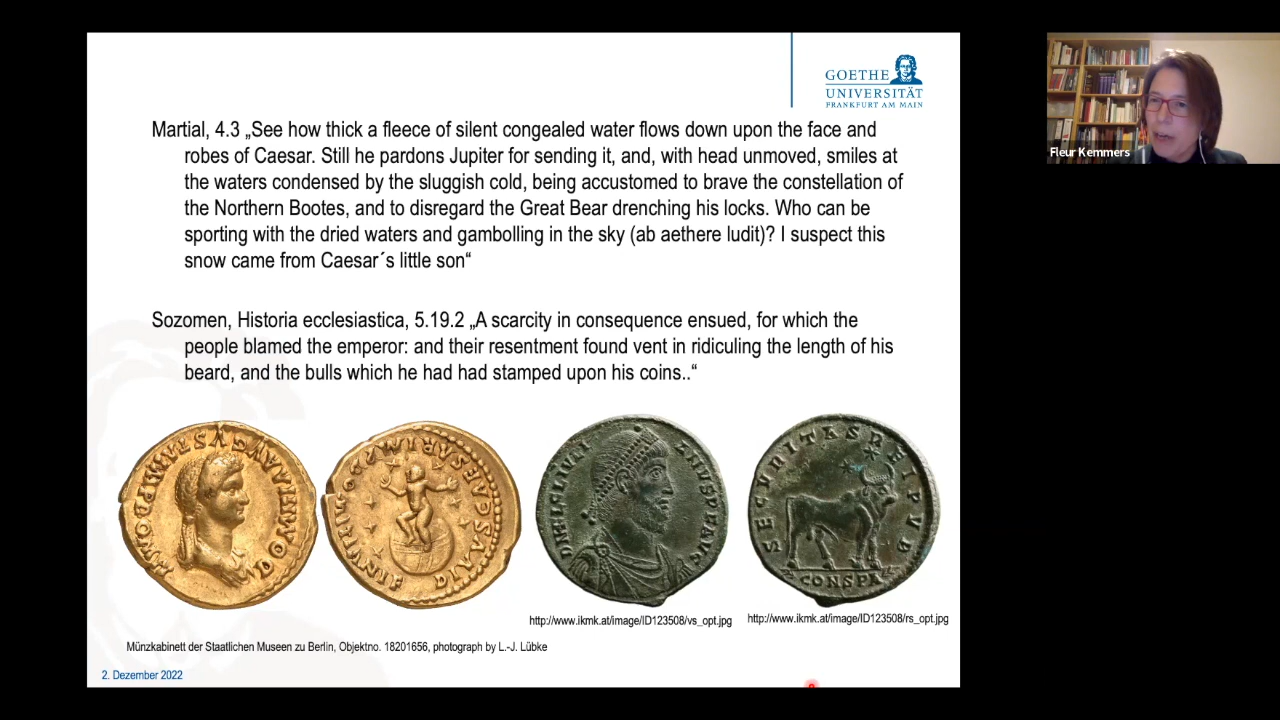 GOETHE
UNIVERSITÄT
FRANKFURT AM MAIN
Martial, 4.3 „See how thick a fleece of silent congealed water flows down upon the face and
robes of Caesar. Still he pardons Jupiter for sending it, and, with head unmoved, smiles at
the waters condensed by the sluggish cold, being accustomed to brave the constellation of
the Northern Bootes, and to disregard the Great Bear drenching his locks. Who can be
sporting with the dried waters and gambolling in the sky (ab aethere ludit)? I suspect this
snow came from Caesar´s little son“
Sozomen, Historia ecclesiastica, 5.19.2 „A scarcity in consequence ensued, for which the
people blamed the emperor: and their resentment found vent in ridiculing the length of his
beard, and the bulls which he had had stamped upon his coins..“
DOMITIAAVGVSTAIMPDOMIT
DIVVSCAESARIMPDOMITIANIF
DNFLCLIVLIANVSPFAVG
SECVRITASREIPVB
CONSPA
http://www.ikmk.at/image/ID123508/vs_opt.jpg
http://www.ikmk.at/image/ID123508/rs_opt.jpg
Münzkabinett der Staatlichen Museen zu Berlin, Objektno. 18201656, photograph by L.-J. Lübke
2. Dezember 2022
Fleur Kemmers